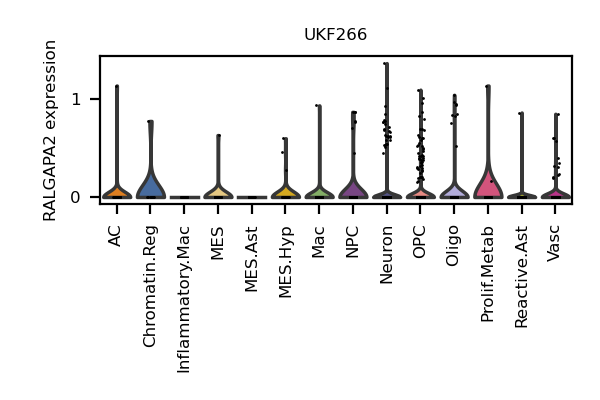 UKF266
RALGAPA2 expression
1
0
AC
Chromatin.Reg
Inflammatory.Mac
MES
MES.Ast
MES.Hyp
Mac
NPC
Neuron
OPC
Oligo
Prolif.Metab
Reactive.Ast
Vasc